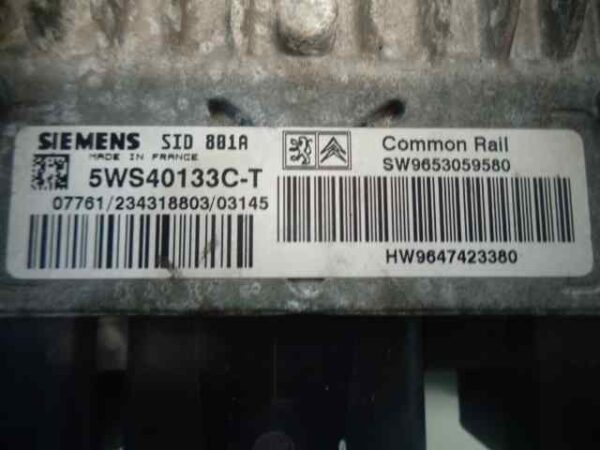 SIEMENS SID 801A
MADE IN FRANCE
5WS40133C-T
07761/234318803/03145
Common Rail
SW9653059580
HW9647423380